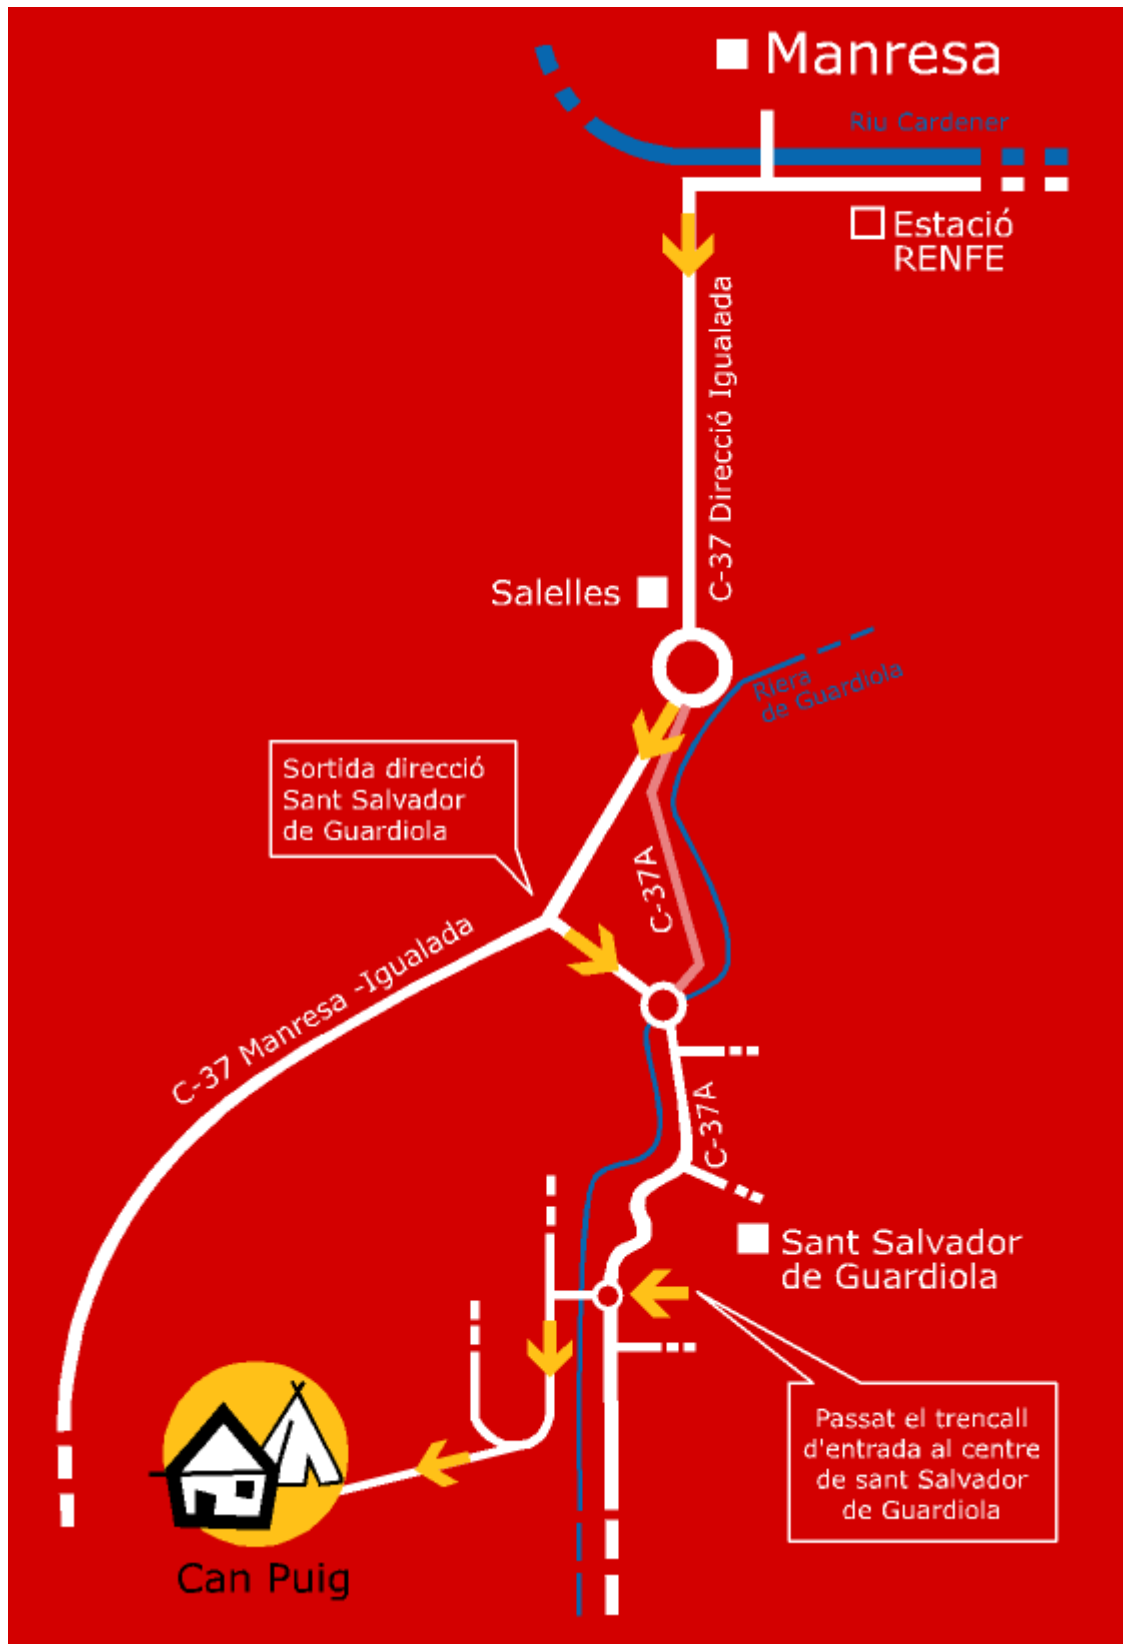 Manresa
Riu Cardener
Estació
RENFE
C-37 Direcció Igualada
Salelles
Riera
de Guardiola
Sortida direcció
Sant Salvador
de Guardiola
C-37A
C-37 Manresa -Igualada
C-37A
Sant Salvador
de Guardiola
Passat el trencall
d'entrada al centre
de sant Salvador
de Guardiola
Can Puig